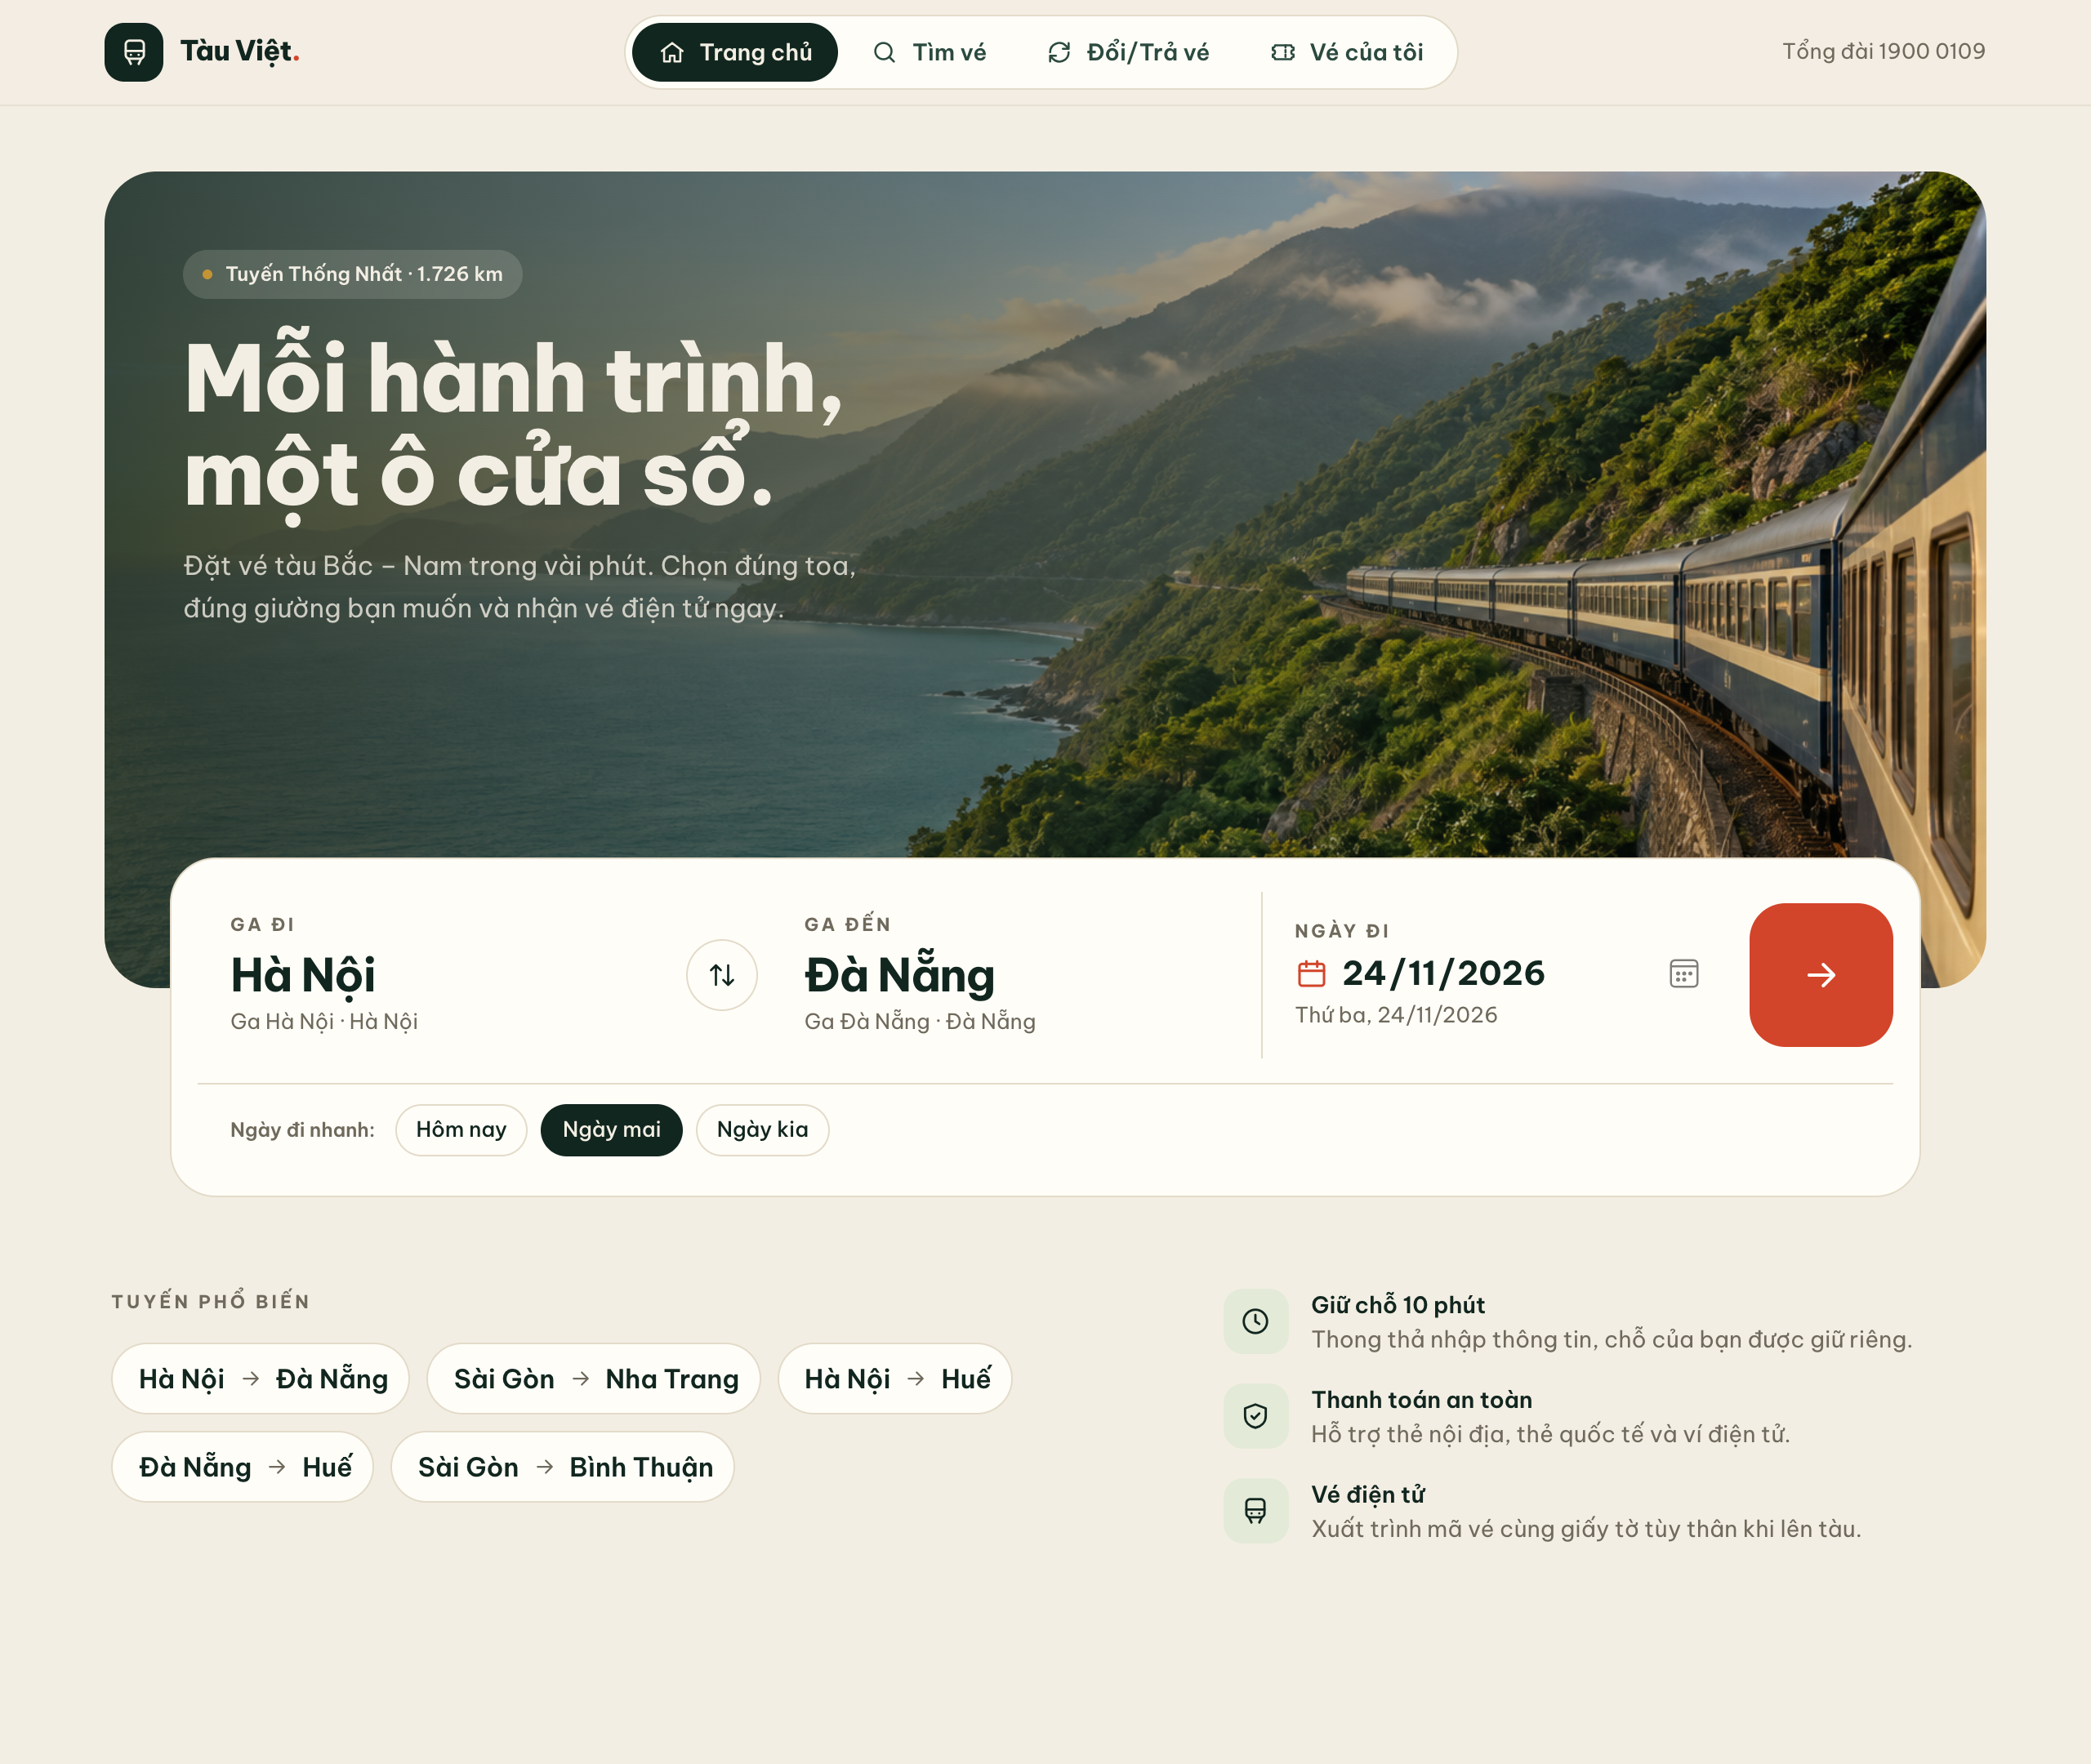 Tàu Việt.
Trang chủ
Tìm vé
Đổi/Trả vé
Vé của tôi
Tổng đài 1900 0109
Tuyến Thống Nhất · 1.726 km
Mỗi hành trình,
một ô cửa sổ.
Đặt vé tàu Bắc – Nam trong vài phút. Chọn đúng toa,
đúng giường bạn muốn và nhận vé điện tử ngay.
GA ĐI
Hà Nội
Ga Hà Nội · Hà Nội
GA ĐẾN
Đà Nẵng
Ga Đà Nẵng · Đà Nẵng
NGÀY ĐI
24/11/2026
Thứ ba, 24/11/2026
Ngày đi nhanh:
Hôm nay
Ngày mai
Ngày kia
TUYẾN PHỔ BIẾN
Hà Nội → Đà Nẵng
Sài Gòn → Nha Trang
Hà Nội → Huế
Đà Nẵng → Huế
Sài Gòn → Bình Thuận
Giữ chỗ 10 phút
Thong thả nhập thông tin, chỗ của bạn được giữ riêng.
Thanh toán an toàn
Hỗ trợ thẻ nội địa, thẻ quốc tế và ví điện tử.
Vé điện tử
Xuất trình mã vé cùng giấy tờ tùy thân khi lên tàu.